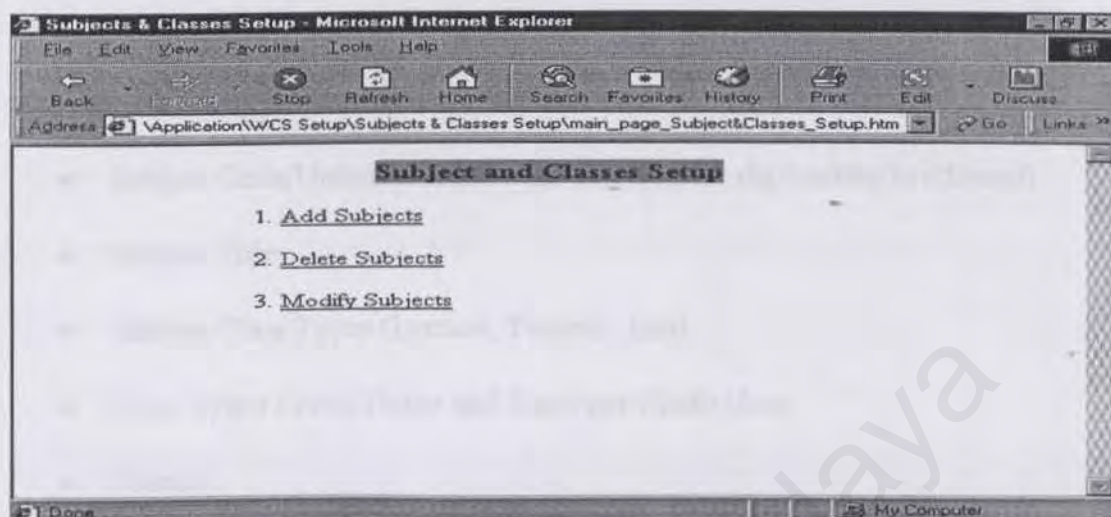 Subjects & Classes Setup - Microsoft Internet Explorer
File Edit View Favorites Tools Help
Back Forward Stop Refresh Home Search Favorites History Print Edit Discuss
Address \Application\WCS Setup\Subjects & Classes Setup\main_page_Subject&Classes_Setup.htm Go Links »
Subject and Classes Setup
1. Add Subjects
2. Delete Subjects
3. Modify Subjects
Done My Computer
laya